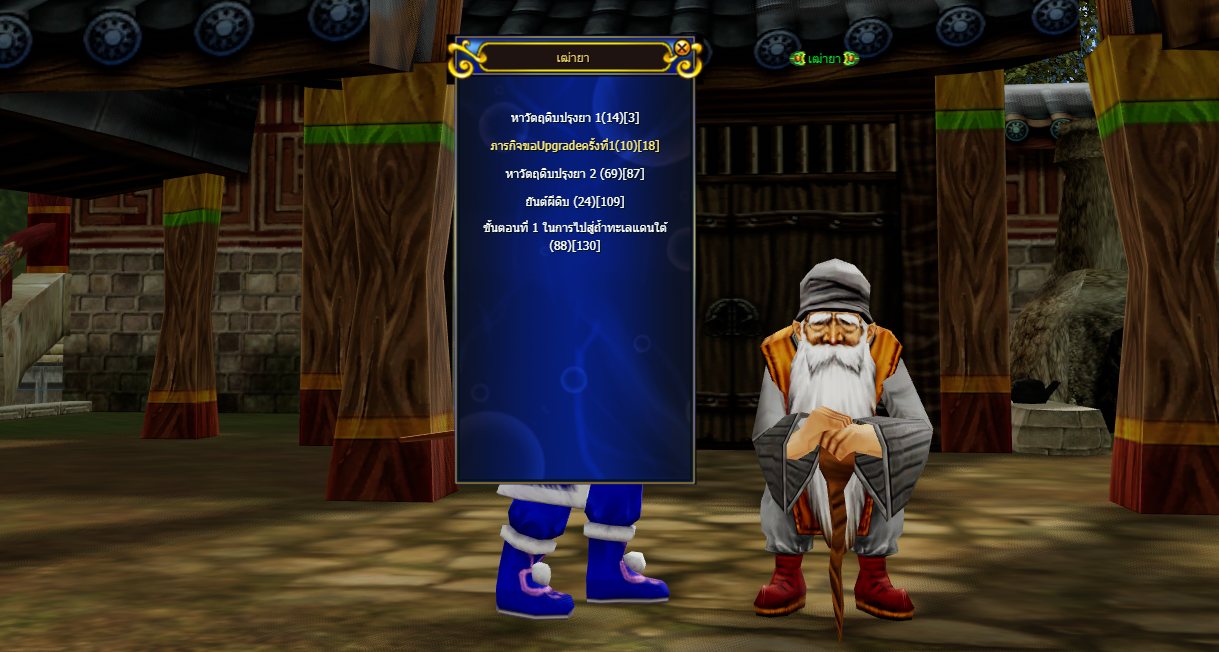 เฒ่ายา
เฒ่ายา
หาวัตถุดิบปรุงยา 1(14)[3]
ภารกิจขอUpgradeครั้งที่1(10)[18]
หาวัตถุดิบปรุงยา 2 (69)[87]
ยันต์ผีดิบ (24)[109]
ขั้นตอนที่ 1 ในการไปสู่ถ้ำทะเลแดนใต้
(88)[130]